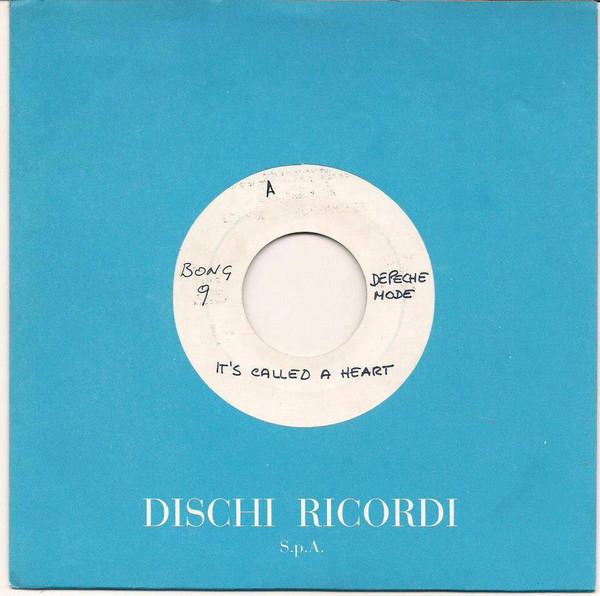 A
BONG
9
DEPECHE
MODE
IT'S CALLED A HEART
DISCHI RICORDI
S.p.A.